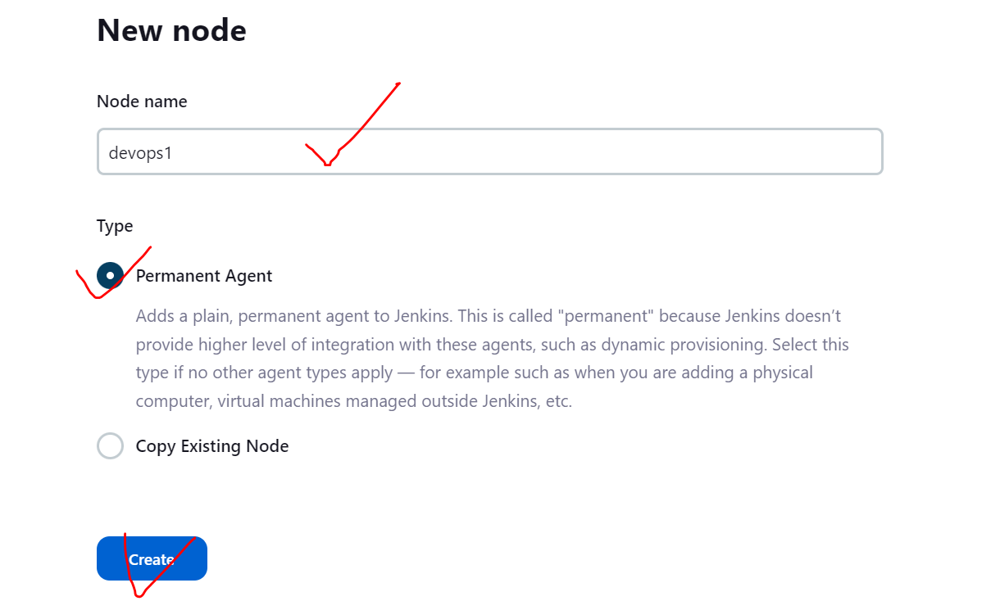 New node
Node name
devops1
Type
Permanent Agent
Adds a plain, permanent agent to Jenkins. This is called "permanent" because Jenkins doesn’t
provide higher level of integration with these agents, such as dynamic provisioning. Select this
type if no other agent types apply — for example such as when you are adding a physical
computer, virtual machines managed outside Jenkins, etc.
Copy Existing Node
Create